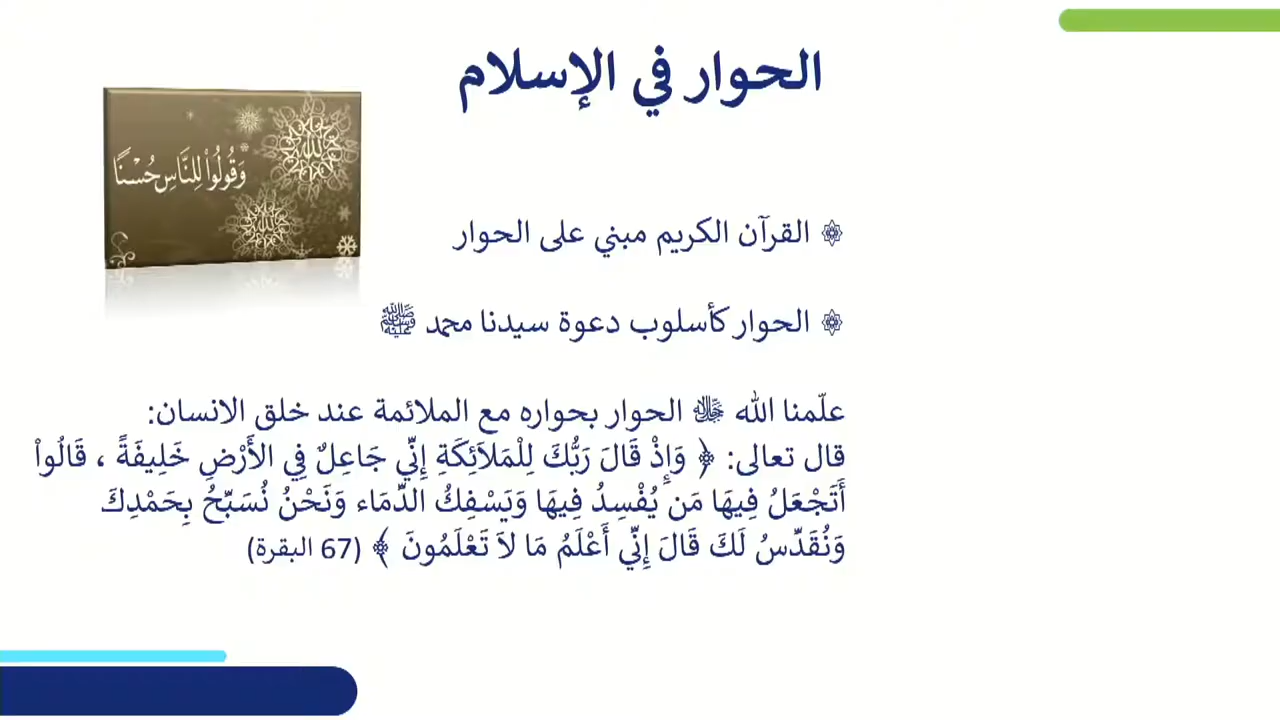 الحوار في الإسلام
وَقُولُواْ لِلنَّاسِ حُسْنًا
القرآن الكريم مبني على الحوار
الحوار كأسلوب دعوة سيدنا محمد ﷺ
علّمنا الله ﷻ الحوار بحواره مع الملائمة عند خلق الانسان:
قال تعالى: ﴿ وَإِذْ قَالَ رَبُّكَ لِلْمَلاَئِكَةِ إِنِّي جَاعِلٌ فِي الأَرْضِ خَلِيفَةً ، قَالُواْ
أَتَجْعَلُ فِيهَا مَن يُفْسِدُ فِيهَا وَيَسْفِكُ الدِّمَاء وَنَحْنُ نُسَبِّحُ بِحَمْدِكَ
وَنُقَدِّسُ لَكَ قَالَ إِنِّي أَعْلَمُ مَا لاَ تَعْلَمُونَ ﴾ (67 البقرة)